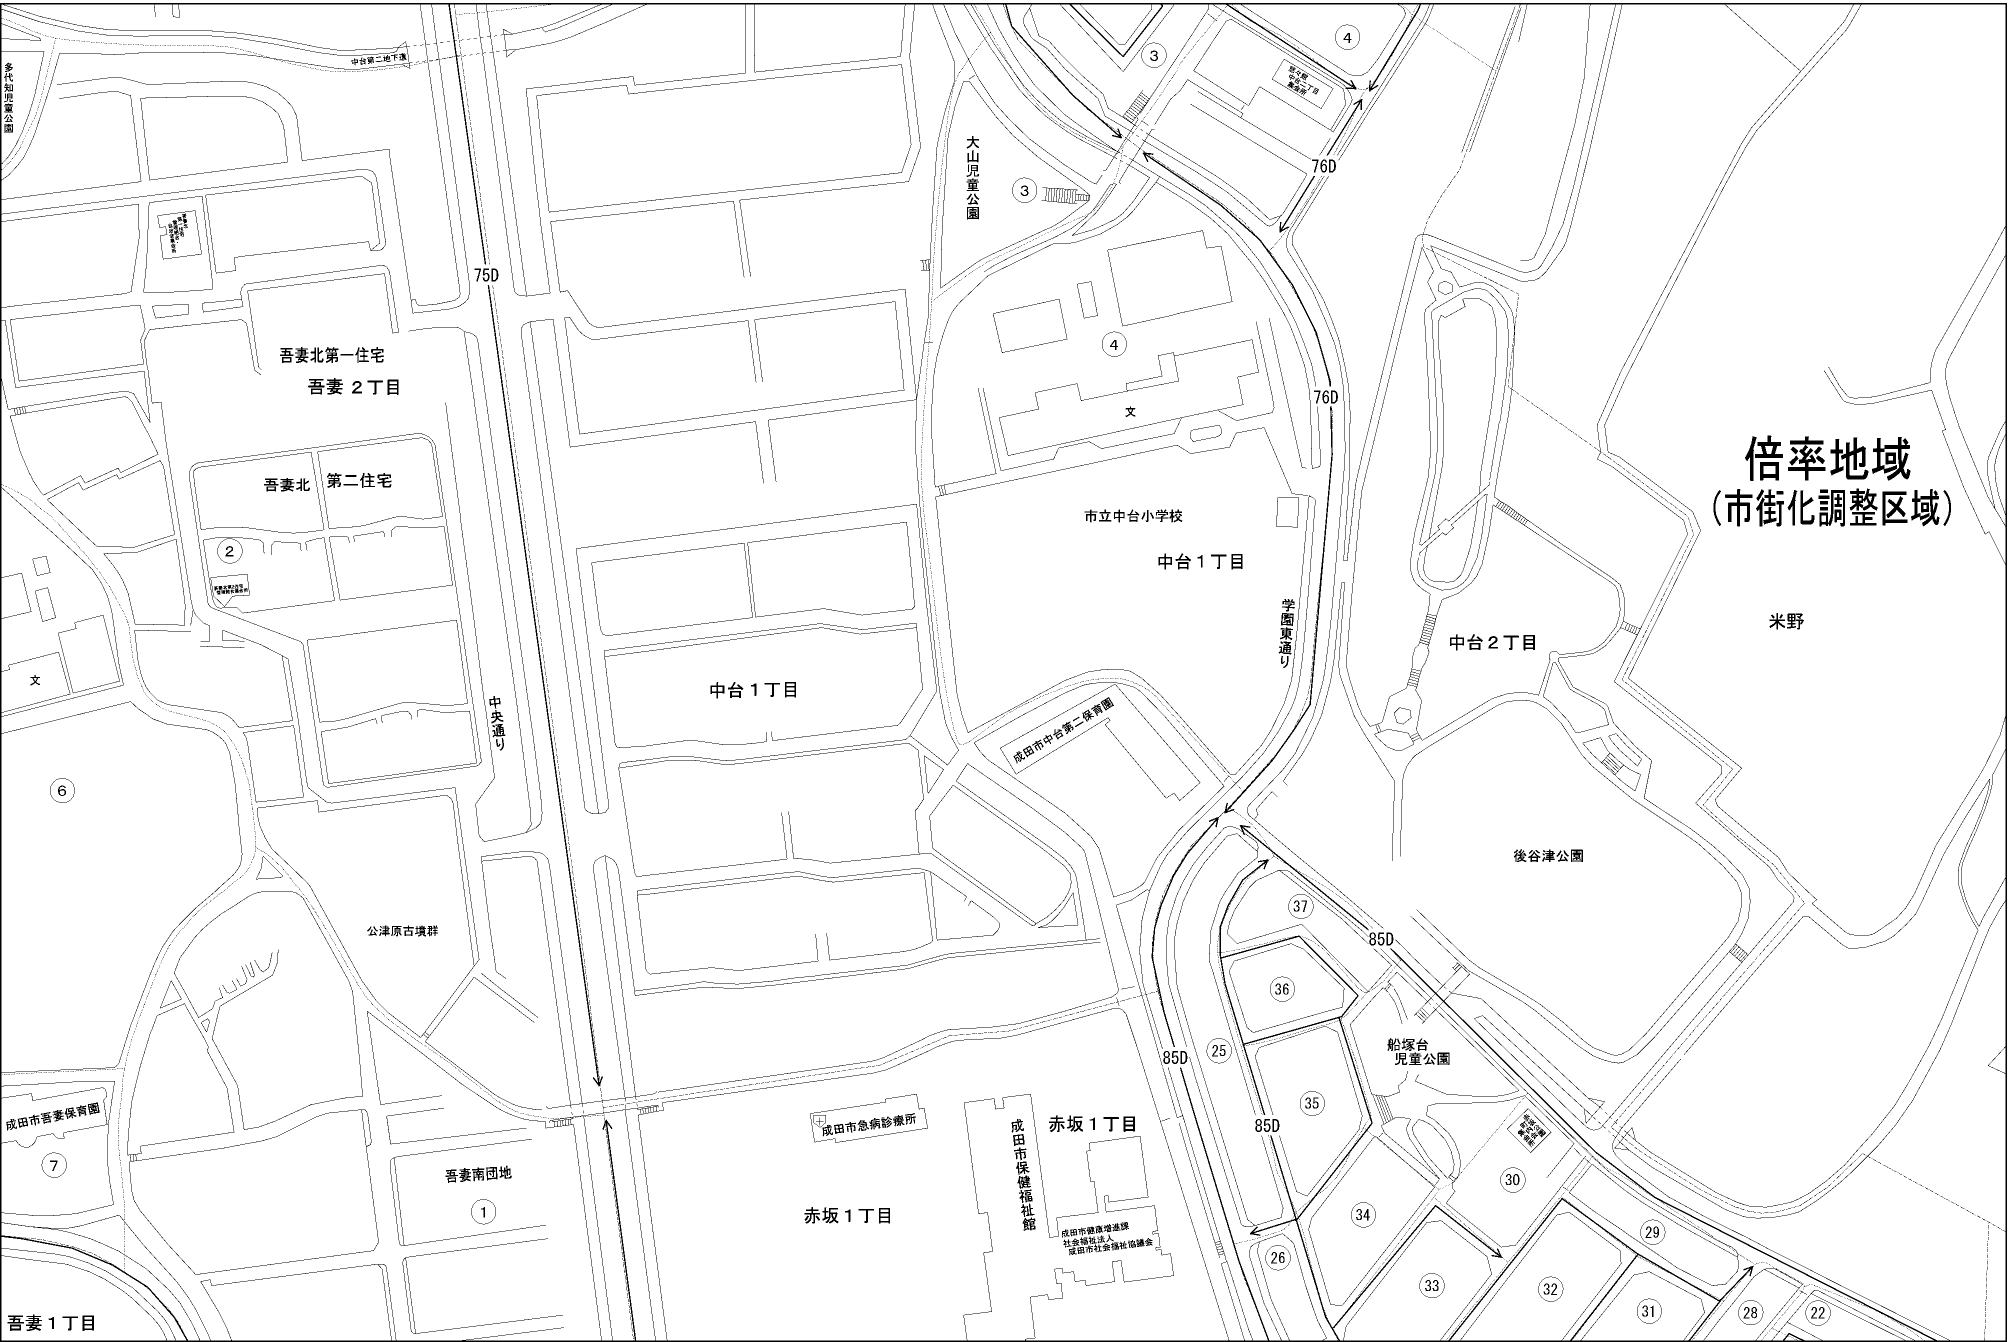 中台第二地下道
多代知児童公園
3
4
大山児童公園
76D
3
75D
4
吾妻北第一住宅
吾妻 2丁目
76D
文
倍率地域
(市街化調整区域)
吾妻北 第二住宅
市立中台小学校
2
中台1丁目
学園東通り
米野
中台2丁目
文
中台1丁目
中央通り
成田市中台第二保育園
6
後谷津公園
公津原古墳群
37
85D
36
25
85D
船塚台
児童公園
35
85D
成田市吾妻保育園
成田市急病診療所
成田市保健福祉館
赤坂1丁目
7
吾妻南団地
1
30
赤坂1丁目
34
成田市健康増進課
社会福祉法人
成田市社会福祉協議会
29
26
33
32
31
28
22
吾妻1丁目